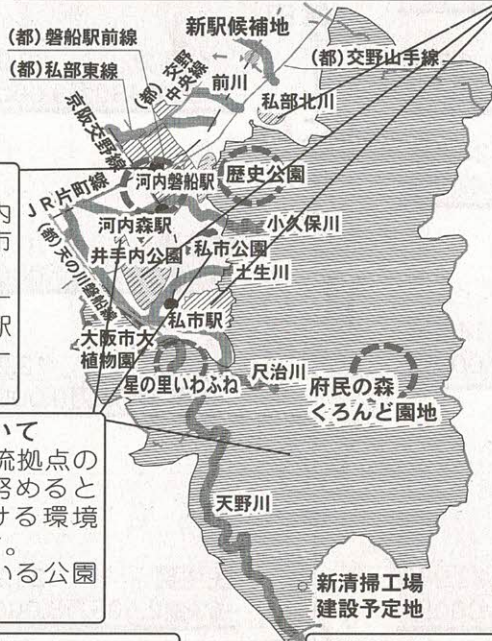 新駅候補地
(都)磐船駅前線
(都)私部東線
(都)交野中央線
(都)交野山手線
前川
私部北川
京阪交野線
JR片町線
河内磐船駅
歴史公園
河内森駅
小久保川
井手内公園
私市公園
(都)天の川磐船線
土生川
私市駅
大阪市大
植物園
星の里いわふね
尺治川
府民の森
くろんど園地
天野川
新清掃工場
建設予定地
内
市
駅
いて
流拠点の
努めると
ける環境
。
いる公園